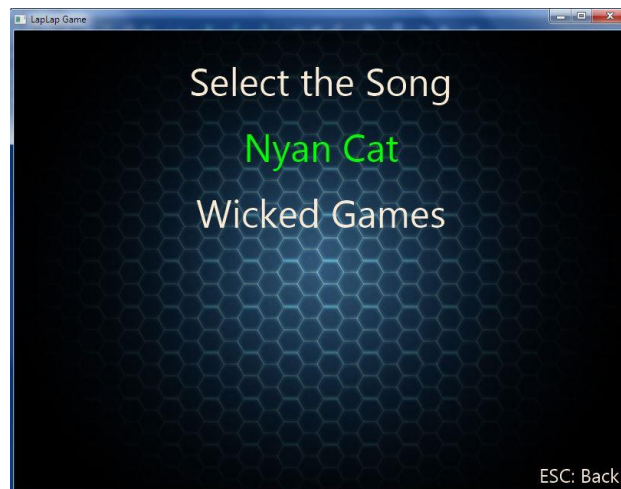 LapLap Game
Select the Song
Nyan Cat
Wicked Games
ESC: Back